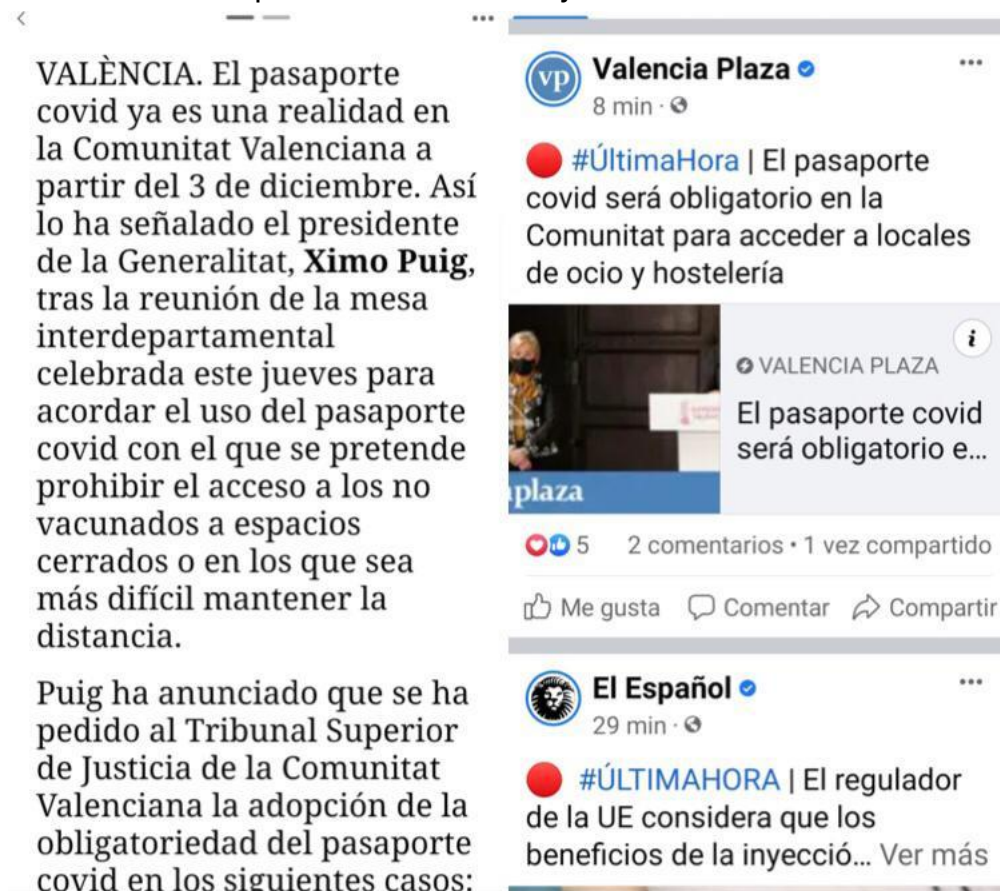 VALÈNCIA. El pasaporte
covid ya es una realidad en
la Comunitat Valenciana a
partir del 3 de diciembre. Así
lo ha señalado el presidente
de la Generalitat, Ximo Puig,
tras la reunión de la mesa
interdepartamental
celebrada este jueves para
acordar el uso del pasaporte
covid con el que se pretende
prohibir el acceso a los no
vacunados a espacios
cerrados o en los que sea
más difícil mantener la
distancia.
Puig ha anunciado que se ha
pedido al Tribunal Superior
de Justicia de la Comunitat
Valenciana la adopción de la
obligatoriedad del pasaporte
covid en los siguientes casos:
vp
Valencia Plaza
8 min ·
#ÚltimaHora | El pasaporte
covid será obligatorio en la
Comunitat para acceder a locales
de ocio y hostelería
plaza
i
VALENCIA PLAZA
El pasaporte covid
será obligatorio e...
5 2 comentarios • 1 vez compartido
Me gusta Comentar Compartir
El Español
29 min ·
#ÚLTIMAHORA | El regulador
de la UE considera que los
beneficios de la inyecció... Ver más